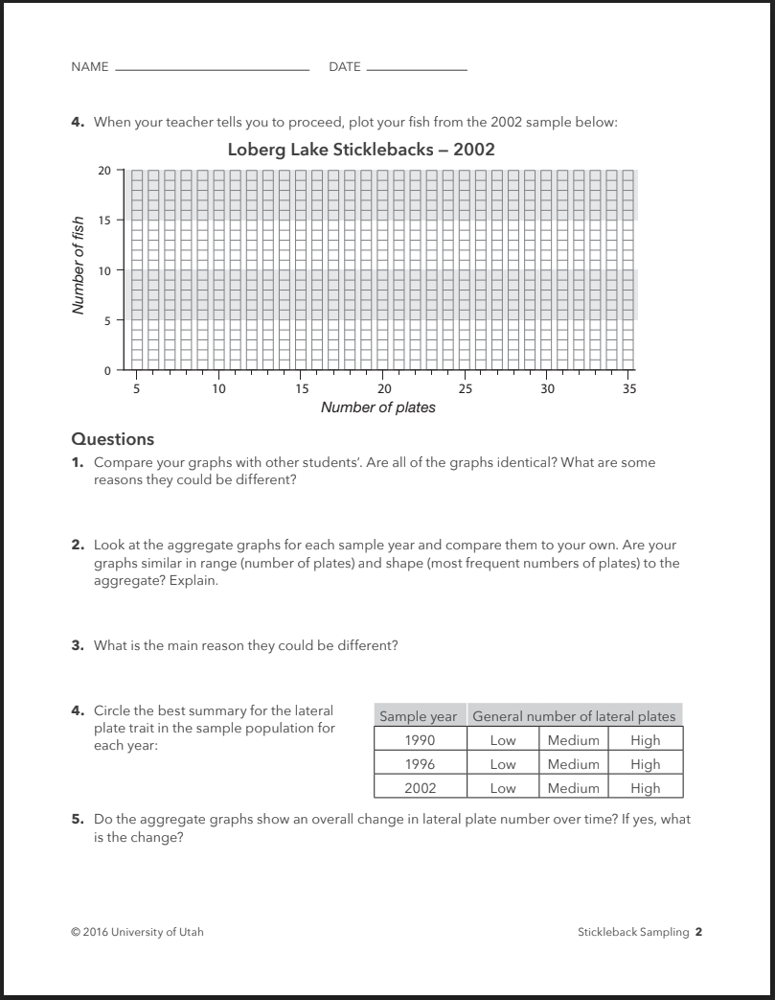 NAME DATE
4. When your teacher tells you to proceed, plot your fish from the 2002 sample below:
Loberg Lake Sticklebacks – 2002
Number of fish
20
15
10
5
0
5 10 15 20 25 30 35
Number of plates
Questions
1. Compare your graphs with other students’. Are all of the graphs identical? What are some
reasons they could be different?
2. Look at the aggregate graphs for each sample year and compare them to your own. Are your
graphs similar in range (number of plates) and shape (most frequent numbers of plates) to the
aggregate? Explain.
3. What is the main reason they could be different?
4. Circle the best summary for the lateral
plate trait in the sample population for
each year:
Sample year General number of lateral plates
1990 Low Medium High
1996 Low Medium High
2002 Low Medium High
5. Do the aggregate graphs show an overall change in lateral plate number over time? If yes, what
is the change?
© 2016 University of Utah Stickleback Sampling 2